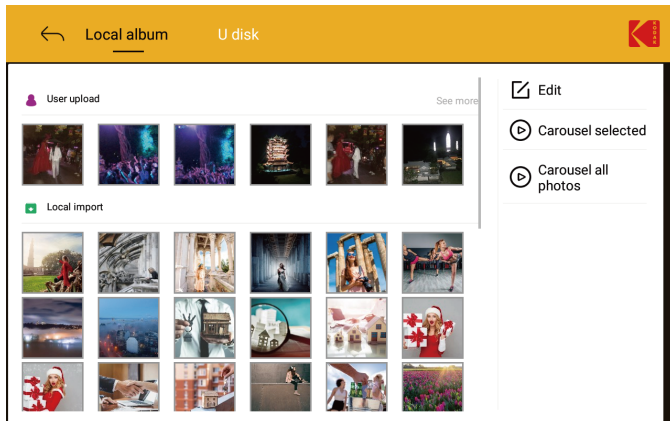 Local album
U disk
KODAK
User upload
See more
Edit
Carousel selected
Carousel all
photos
Local import